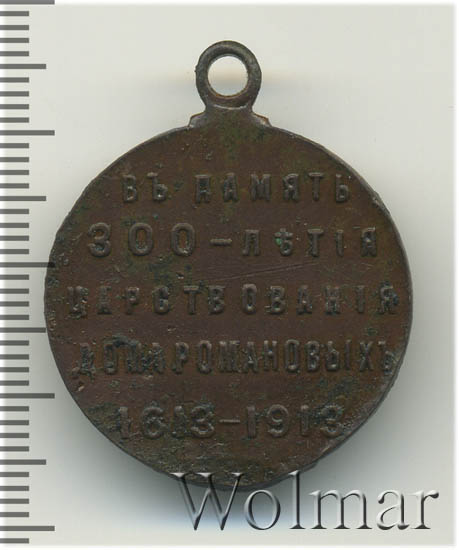 ВЪ ПАМЯТЬ
300-ЛѢТІЯ
ЦАРСТВОВАНІЯ
ДОМА РОМАНОВЫХЪ
1613-1913
Wolmar